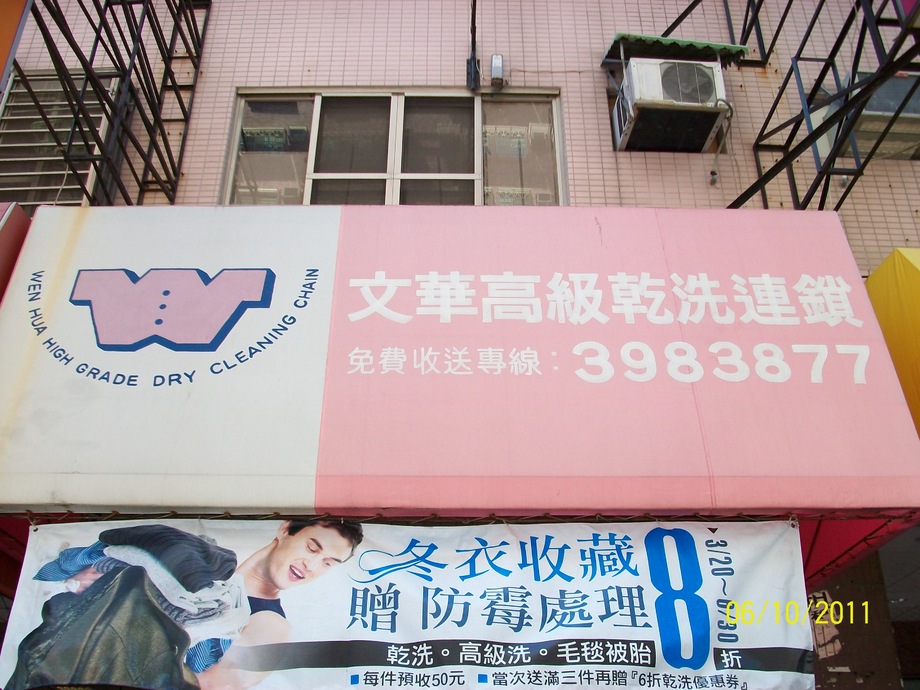 WEN HUA HIGH GRADE DRY CLEANING CHAIN
文華高級乾洗連鎖
免費收送專線：3983877
冬衣收藏
贈 防霉處理
8折
3/20～
乾洗。高級洗。毛毯被胎
■每件預收50元 ■當次送滿三件再贈『6折乾洗優惠券』
06/10/2011